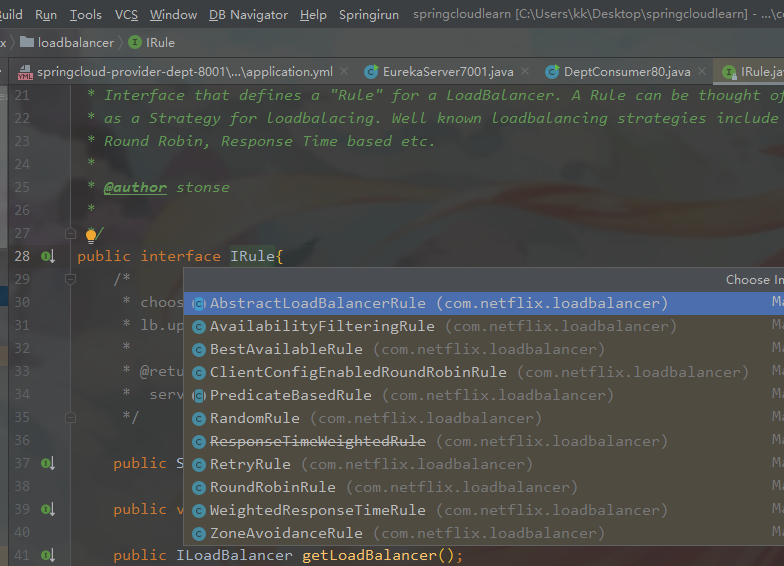 uild Run Tools VCS Window DB Navigator Help Springirun springcloudlearn [C:\Users\kk\Desktop\springcloudlearn] - ...\co
x loadbalancer IRule
springcloud-provider-dept-8001\...\application.yml EurekaServer7001.java DeptConsumer80.java IRule.ja
21 * Interface that defines a "Rule" for a LoadBalancer. A Rule can be thought of
22 * as a Strategy for loadbalacing. Well known loadbalancing strategies include
23 * Round Robin, Response Time based etc.
24 *
25 * @author stonse
26 *
27 */
28 public interface IRule{
Choose Im
29 /*
AbstractLoadBalancerRule (com.netflix.loadbalancer) Ma
30 * choos
AvailabilityFilteringRule (com.netflix.loadbalancer) Ma
31 * lb.up
BestAvailableRule (com.netflix.loadbalancer) Ma
32 *
ClientConfigEnabledRoundRobinRule (com.netflix.loadbalancer) Ma
33 * @retu
PredicateBasedRule (com.netflix.loadbalancer) Ma
34 * serv
RandomRule (com.netflix.loadbalancer) Ma
35 */
ResponseTimeWeightedRule (com.netflix.loadbalancer) Ma
36
RetryRule (com.netflix.loadbalancer) Ma
37 public S
RoundRobinRule (com.netflix.loadbalancer) Ma
38
WeightedResponseTimeRule (com.netflix.loadbalancer) Ma
39 public v
ZoneAvoidanceRule (com.netflix.loadbalancer) Ma
40
41 public ILoadBalancer getLoadBalancer();